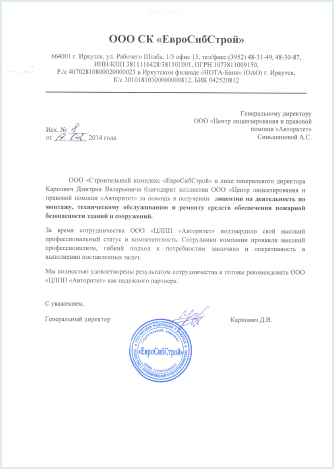 ООО СК «ЕвроСибСтрой»
664001 г. Иркутск, ул. Рабочего Штаба, 1/5 офис 15, тел/факс:(3952) 48-31-49, 48-30-87,
ИНН/КПП 3811116428/381101001, ОГРН 1073811009150,
Р./с 40702810800020000023 в Иркутском филиале «НОТА-Банк» (ОАО) г. Иркутск,
К/с 30101810300000000812, БИК 042520812
Генеральному директору
ООО «Центр лицензирования и правовой
помощи «Авторитет»
Синьшиновой А.С.
Исх. № 8
от 2014 года
ООО «Строительный комплекс «ЕвроСибСтрой» в лице генерального директора
Карпович Дмитрия Валерьевича благодарит коллектив ООО «Центр лицензирования и
правовой помощи «Авторитет» за помощь в получении лицензии на деятельность по
монтажу, техническому обслуживанию и ремонту средств обеспечения пожарной
безопасности зданий и сооружений.
За время сотрудничества ООО «ЦЛПП «Авторитет» подтвердило свой высокий
профессиональный статус и компетентность. Сотрудники компании проявили высокий
профессионализм, гибкий подход к потребностям заказчика и оперативность в
выполнении поставленных задач.
Мы полностью удовлетворены результатом сотрудничества и готовы рекомендовать ООО
«ЦЛПП «Авторитет» как надежного партнера.
С уважением,
Генеральный директор Карпович Д.В.
«ЕвроСибСтрой»